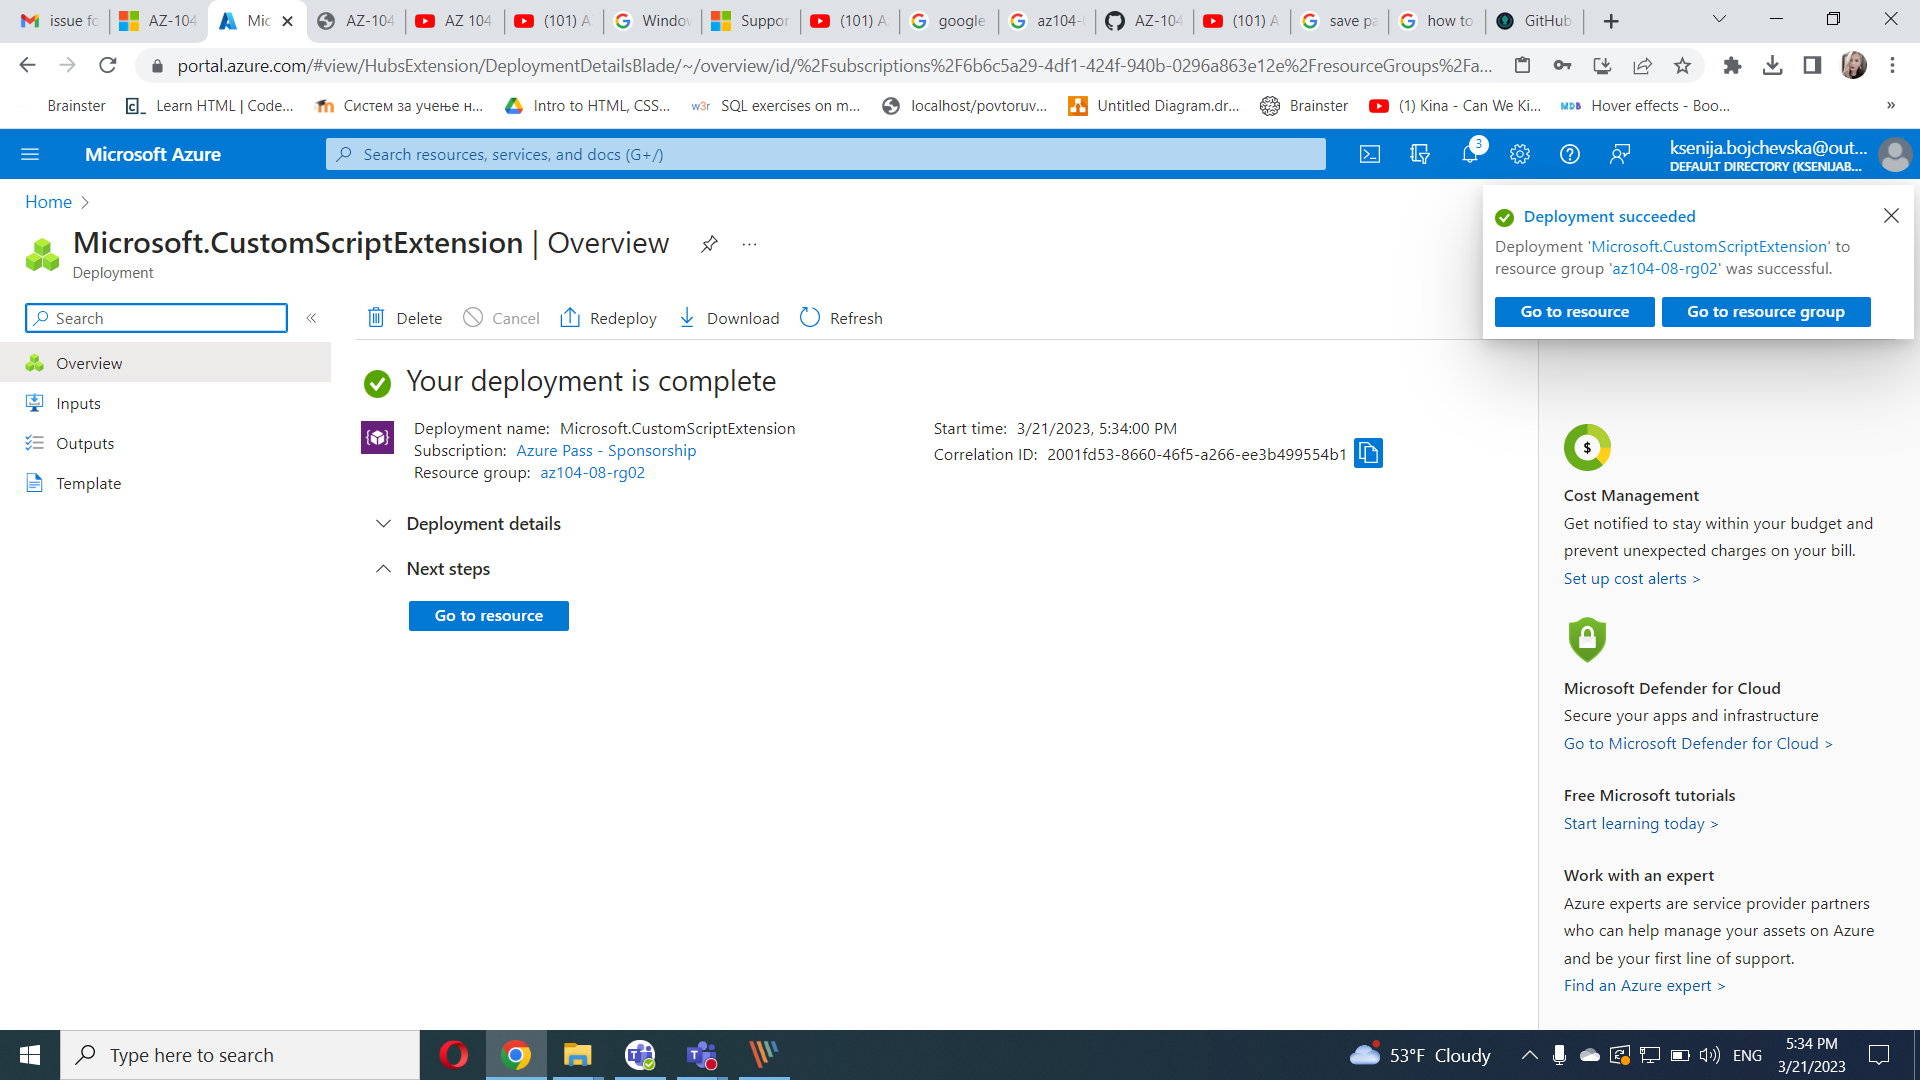 issue fo
AZ-104
Mic
AZ-104
AZ 104
(101) A
Window
Suppor
(101) A
google
az104-
AZ-104
(101) A
save pa
how to
GitHub
portal.azure.com/#view/HubsExtension/DeploymentDetailsBlade/~/overview/id/%2Fsubscriptions%2F6b6c5a29-4df1-424f-940b-0296a863e12e%2FresourceGroups%2Fa...
Brainster
Learn HTML | Code...
Систем за учење н...
Intro to HTML, CSS...
w3r SQL exercises on m...
localhost/povtoruv...
Untitled Diagram.dr...
Brainster
(1) Kina - Can We Ki...
MDB Hover effects - Boo...
»
Microsoft Azure
Search resources, services, and docs (G+/)
3
ksenija.bojchevska@out...
DEFAULT DIRECTORY (KSENIJAB...
Home >
Microsoft.CustomScriptExtension | Overview
Deployment
Deployment succeeded
Deployment 'Microsoft.CustomScriptExtension' to
resource group 'az104-08-rg02' was successful.
Go to resource
Go to resource group
Search
«
Delete
Cancel
Redeploy
Download
Refresh
Overview
Inputs
Outputs
Template
Your deployment is complete
Deployment name: Microsoft.CustomScriptExtension
Subscription: Azure Pass - Sponsorship
Resource group: az104-08-rg02
Start time: 3/21/2023, 5:34:00 PM
Correlation ID: 2001fd53-8660-46f5-a266-ee3b499554b1
Deployment details
Next steps
Go to resource
$
Cost Management
Get notified to stay within your budget and
prevent unexpected charges on your bill.
Set up cost alerts >
Microsoft Defender for Cloud
Secure your apps and infrastructure
Go to Microsoft Defender for Cloud >
Free Microsoft tutorials
Start learning today >
Work with an expert
Azure experts are service provider partners
who can help manage your assets on Azure
and be your first line of support.
Find an Azure expert >
Type here to search
53°F Cloudy
ENG
5:34 PM
3/21/2023